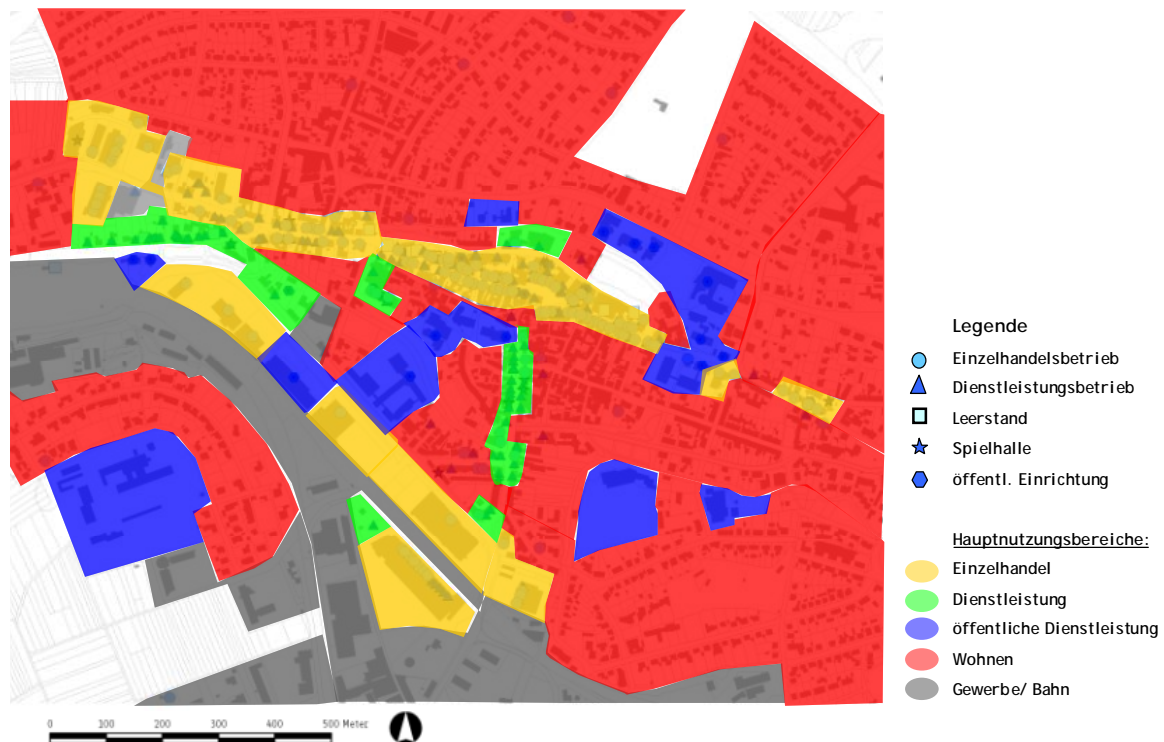 Legende
Einzelhandelsbetrieb
Dienstleistungsbetrieb
Leerstand
Spielhalle
öffentl. Einrichtung
Hauptnutzungsbereiche:
Einzelhandel
Dienstleistung
öffentliche Dienstleistung
Wohnen
Gewerbe/ Bahn
0 100 200 300 400 500 Meter